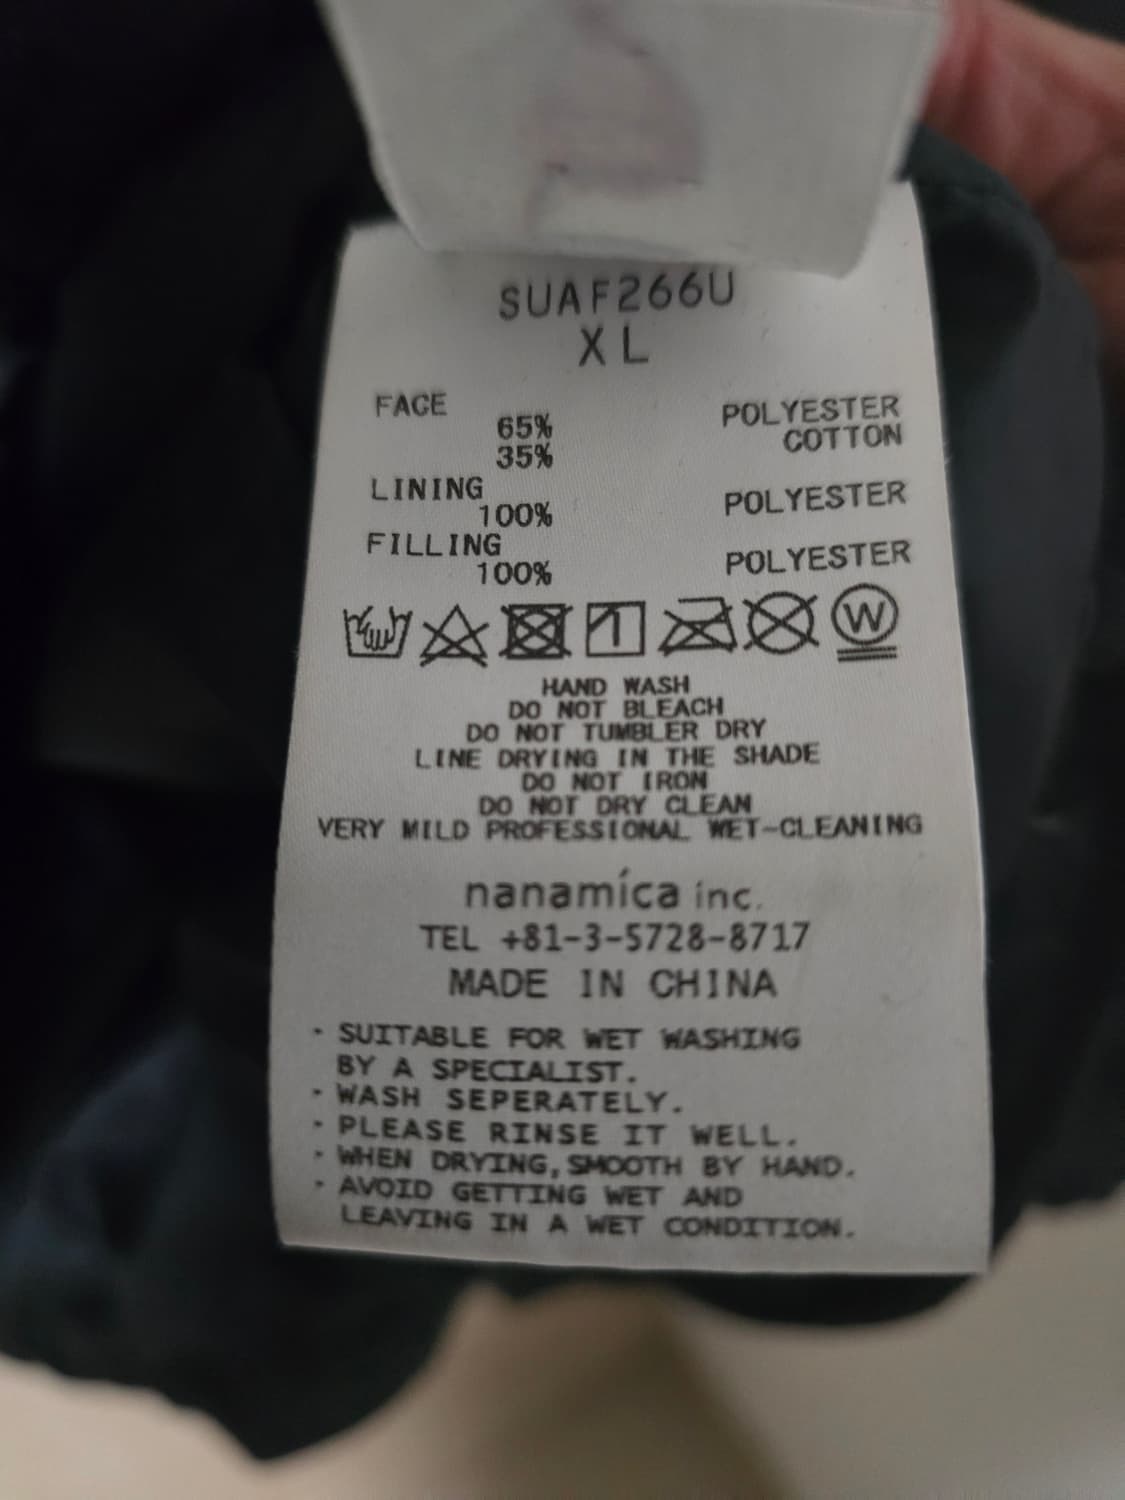 SUAF266U
XL
FACE
65% POLYESTER
35% COTTON
LINING
100% POLYESTER
FILLING
100% POLYESTER
W
HAND WASH
DO NOT BLEACH
DO NOT TUMBLER DRY
LINE DRYING IN THE SHADE
DO NOT IRON
DO NOT DRY CLEAN
VERY MILD PROFESSIONAL WET-CLEANING
nanamíca inc.
TEL +81-3-5728-8717
MADE IN CHINA
· SUITABLE FOR WET WASHING
BY A SPECIALIST.
· WASH SEPERATELY.
· PLEASE RINSE IT WELL.
· WHEN DRYING, SMOOTH BY HAND.
· AVOID GETTING WET AND
LEAVING IN A WET CONDITION.